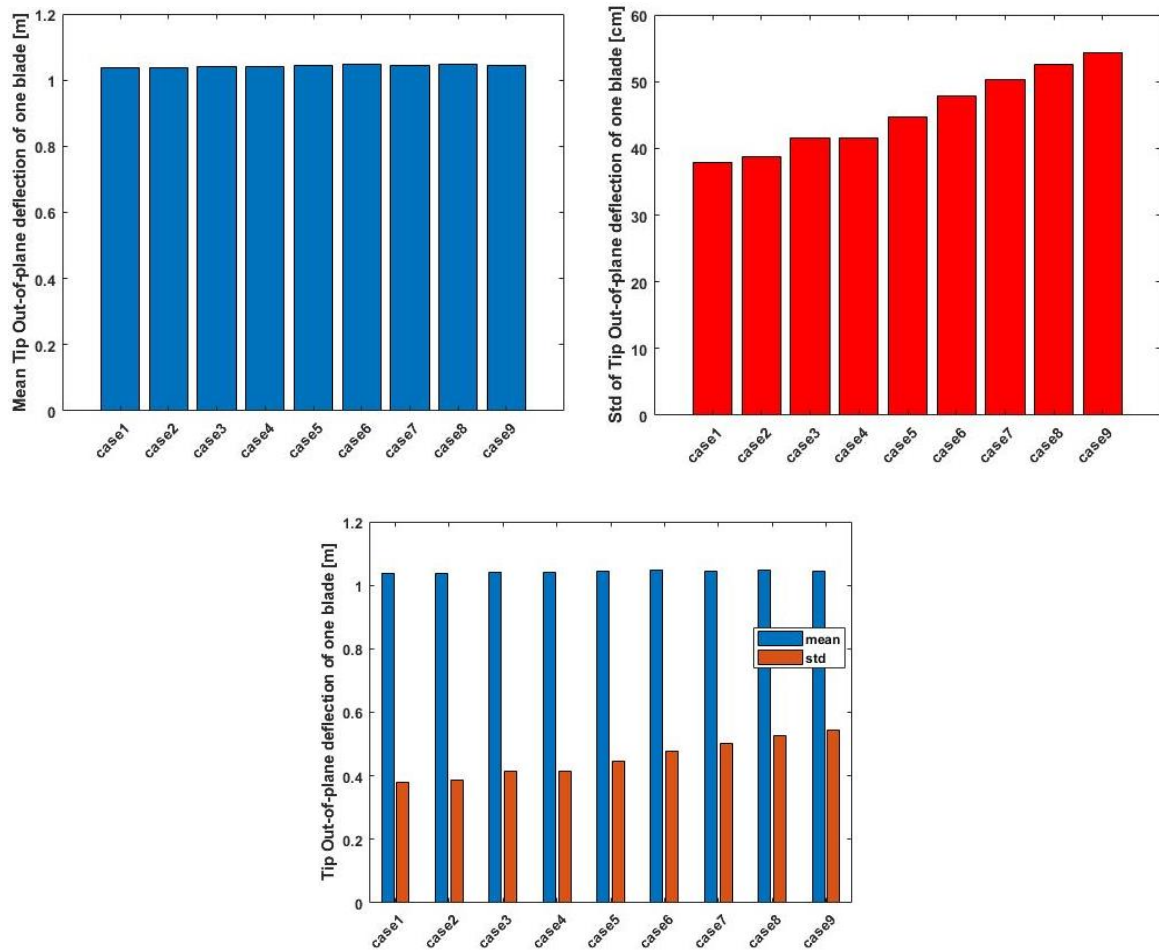 Mean Tip Out-of-plane deflection of one blade [m]
1.2
1
0.8
0.6
0.4
0.2
0
case1
case2
case3
case4
case5
case6
case7
case8
case9
Std of Tip Out-of-plane deflection of one blade [cm]
60
50
40
30
20
10
0
case1
case2
case3
case4
case5
case6
case7
case8
case9
Tip Out-of-plane deflection of one blade [m]
1.2
1
0.8
0.6
0.4
0.2
0
mean
std
case1
case2
case3
case4
case5
case6
case7
case8
case9